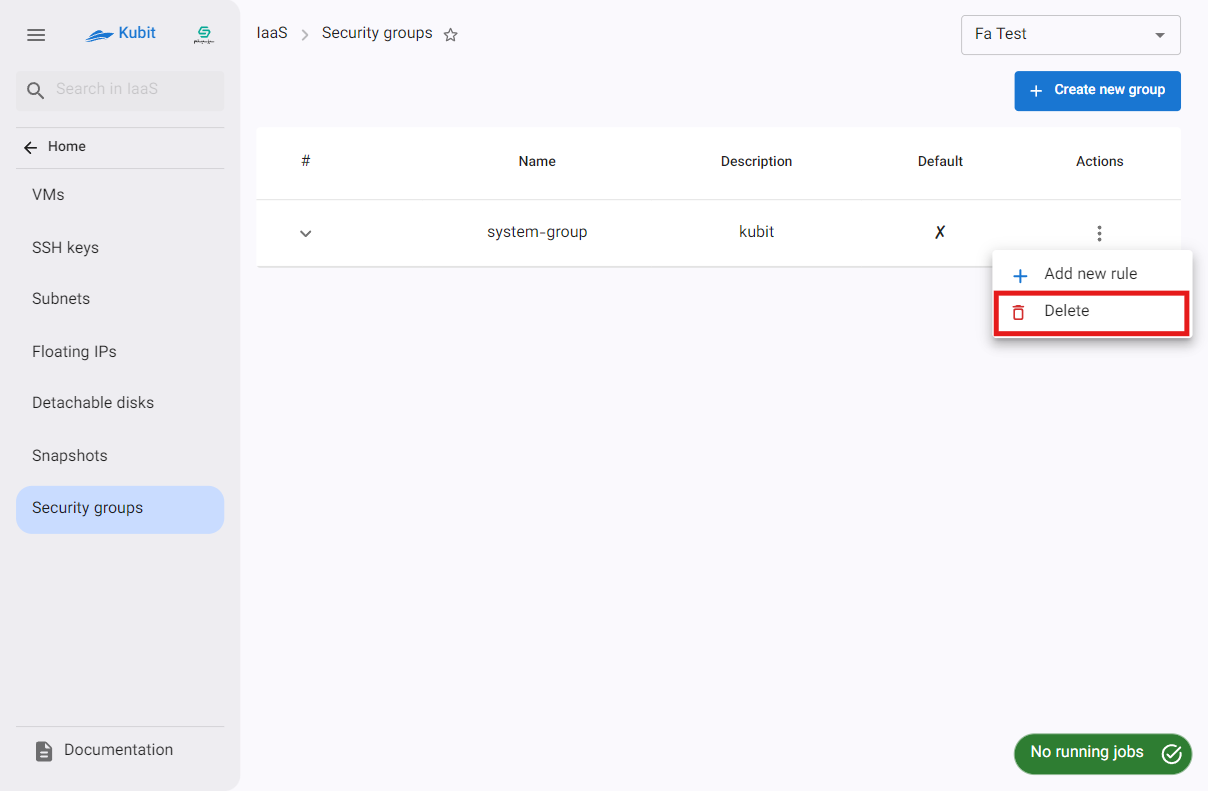 Kubit
IaaS > Security groups
Fa Test
Search in IaaS
Create new group
Home
# Name Description Default Actions
VMs
system-group kubit ✗
SSH keys
Add new rule
Subnets
Delete
Floating IPs
Detachable disks
Snapshots
Security groups
Documentation
No running jobs